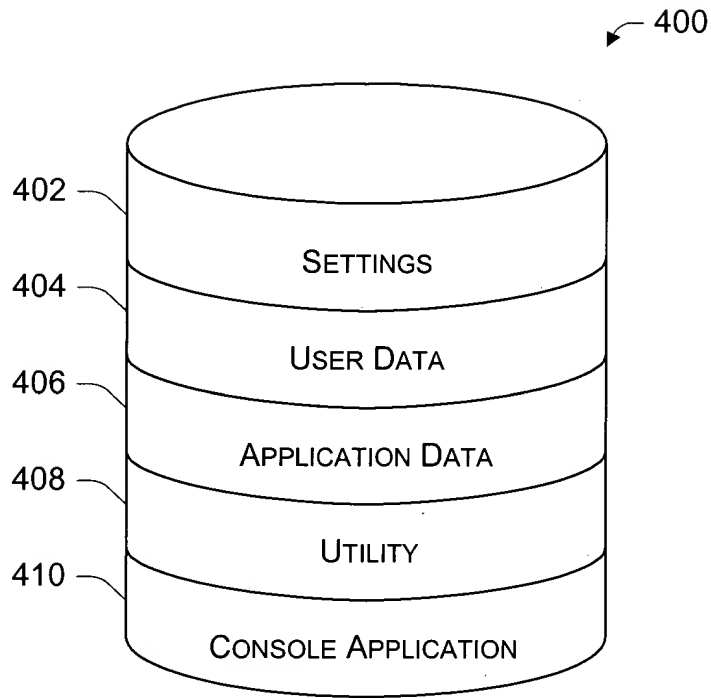 400
402
SETTINGS
404
USER DATA
406
APPLICATION DATA
408
UTILITY
410
CONSOLE APPLICATION